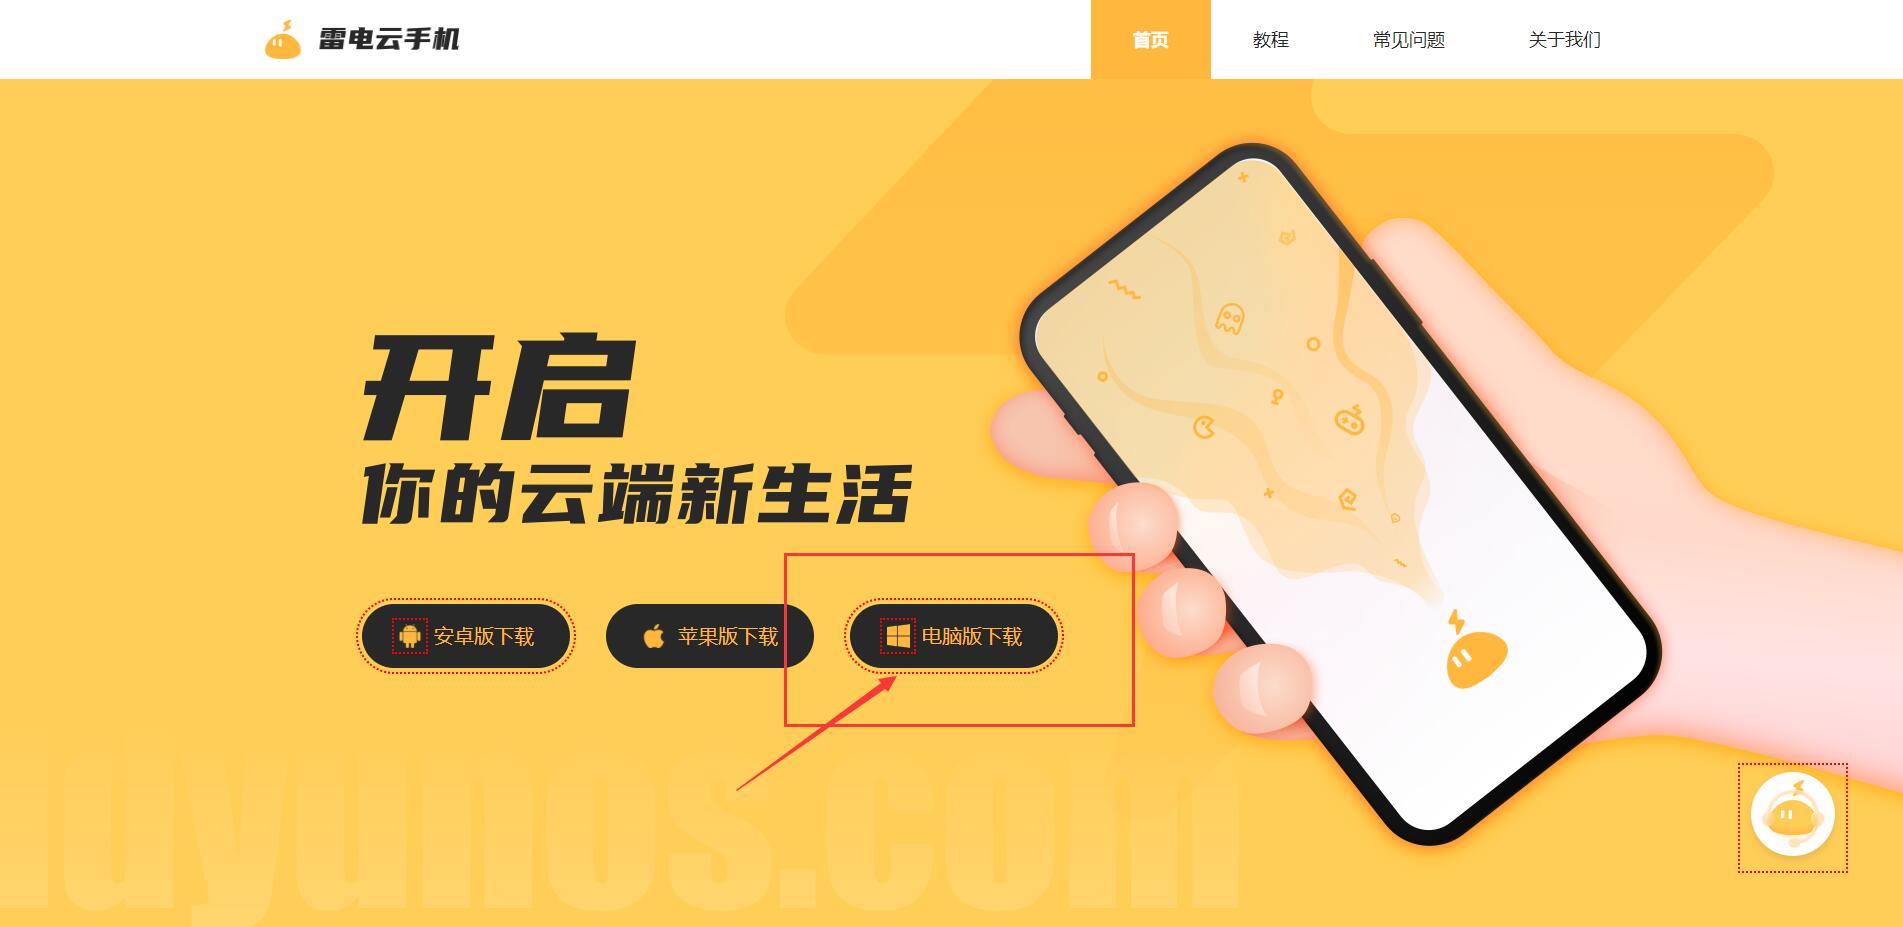 雷电云手机
首页 教程 常见问题 关于我们
开启
你的云端新生活
安卓版下载 苹果版下载 电脑版下载
ldyunos.com